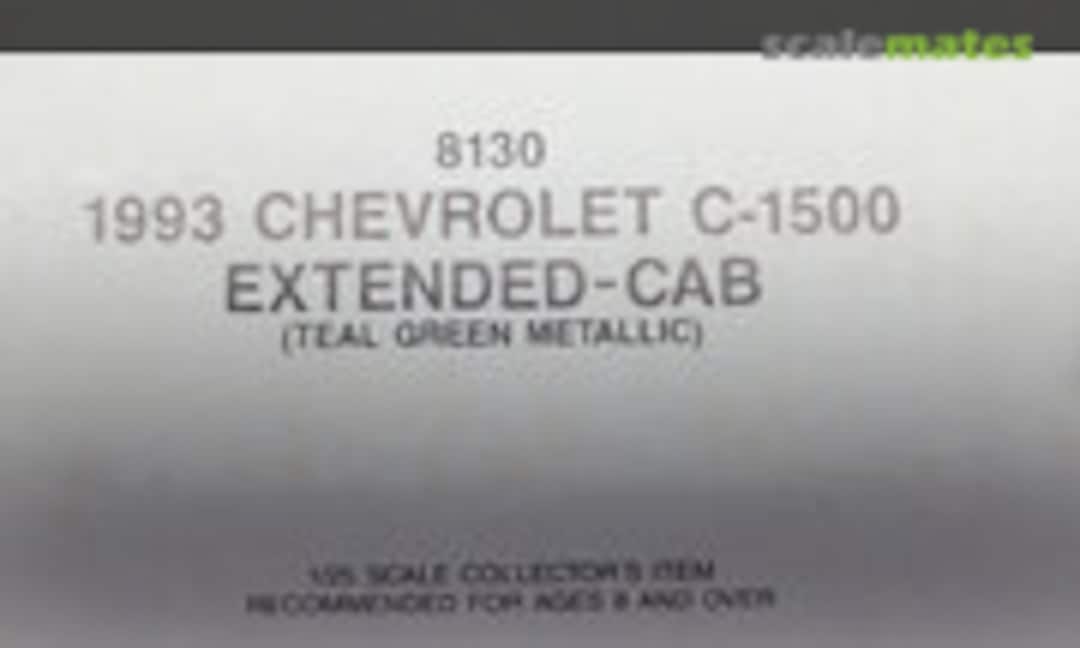 scalemates
8130
1993 CHEVROLET C-1500
EXTENDED-CAB
(TEAL GREEN METALLIC)
1/25 SCALE COLLECTOR'S ITEM
RECOMMENDED FOR AGES 8 AND OVER